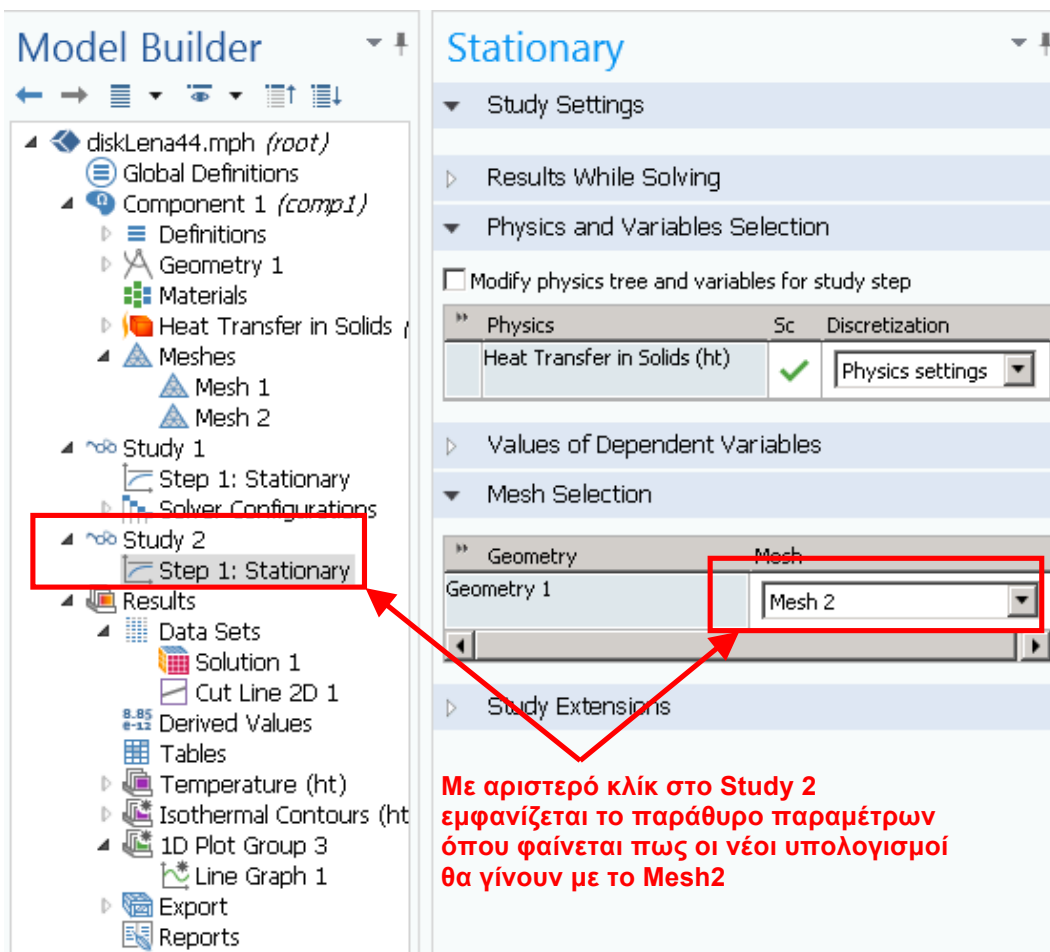 Model Builder
diskLena44.mph (root)
Global Definitions
Component 1 (comp1)
Definitions
Geometry 1
Materials
Heat Transfer in Solids (
Meshes
Mesh 1
Mesh 2
Study 1
Step 1: Stationary
Solver Configurations
Study 2
Step 1: Stationary
Results
Data Sets
Solution 1
Cut Line 2D 1
8.85
e-12
Derived Values
Tables
Temperature (ht)
Isothermal Contours (ht
1D Plot Group 3
Line Graph 1
Export
Reports
Stationary
Study Settings
Results While Solving
Physics and Variables Selection
Modify physics tree and variables for study step
Physics Sc Discretization
Heat Transfer in Solids (ht) Physics settings
Values of Dependent Variables
Mesh Selection
Geometry Mesh
Geometry 1 Mesh 2
Study Extensions
Με αριστερό κλίκ στο Study 2
εμφανίζεται το παράθυρο παραμέτρων
όπου φαίνεται πως οι νέοι υπολογισμοί
θα γίνουν με το Mesh2